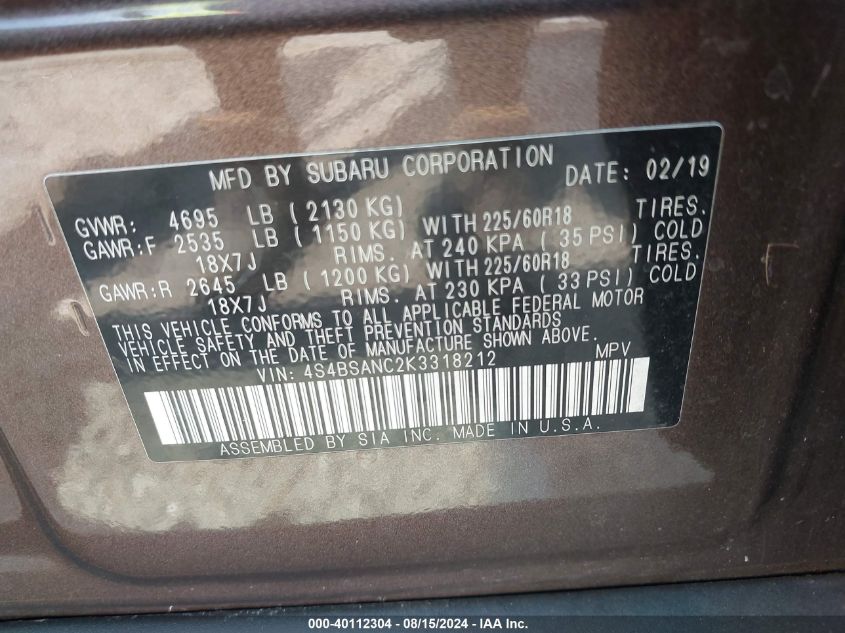 MFD BY SUBARU CORPORATION DATE: 02/19
GVWR: 4695 LB ( 2130 KG)
GAWR:F 2535 LB ( 1150 KG) WITH 225/60R18 TIRES.
18X7J RIMS. AT 240 KPA ( 35 PSI) COLD
GAWR:R 2645 LB ( 1200 KG) WITH 225/60R18 TIRES.
18X7J RIMS. AT 230 KPA ( 33 PSI) COLD
THIS VEHICLE CONFORMS TO ALL APPLICABLE FEDERAL MOTOR
VEHICLE SAFETY AND THEFT PREVENTION STANDARDS
IN EFFECT ON THE DATE OF MANUFACTURE SHOWN ABOVE.
VIN: 4S4BSANC2K3318212 MPV
ASSEMBLED BY SIA INC. MADE IN U.S.A.
000-40112304 - 08/15/2024 - IAA Inc.